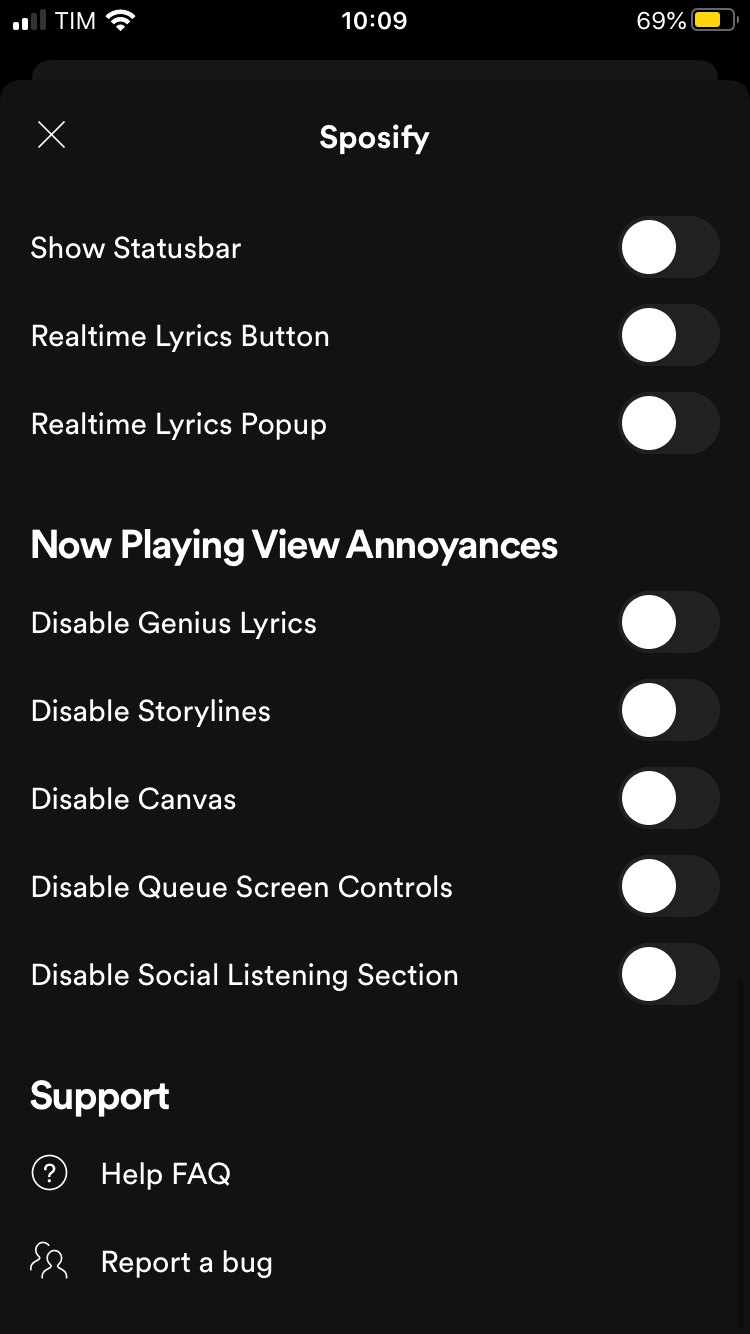 TIM 10:09 69%
Sposify
Show Statusbar
Realtime Lyrics Button
Realtime Lyrics Popup
Now Playing View Annoyances
Disable Genius Lyrics
Disable Storylines
Disable Canvas
Disable Queue Screen Controls
Disable Social Listening Section
Support
? Help FAQ
Report a bug